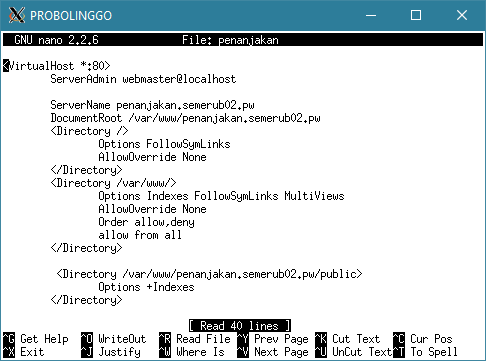 PROBOLINGGO
GNU nano 2.2.6 File: penanjakan
<VirtualHost *:80>
ServerAdmin webmaster@localhost
ServerName penanjakan.semerub02.pw
DocumentRoot /var/www/penanjakan.semerub02.pw
<Directory />
Options FollowSymLinks
AllowOverride None
</Directory>
<Directory /var/www/>
Options Indexes FollowSymLinks MultiViews
AllowOverride None
Order allow,deny
allow from all
</Directory>
<Directory /var/www/penanjakan.semerub02.pw/public>
Options +Indexes
</Directory>
[ Read 40 lines ]
^G Get Help ^O WriteOut ^R Read File ^Y Prev Page ^K Cut Text ^C Cur Pos
^X Exit ^J Justify ^W Where Is ^V Next Page ^U UnCut Text ^T To Spell